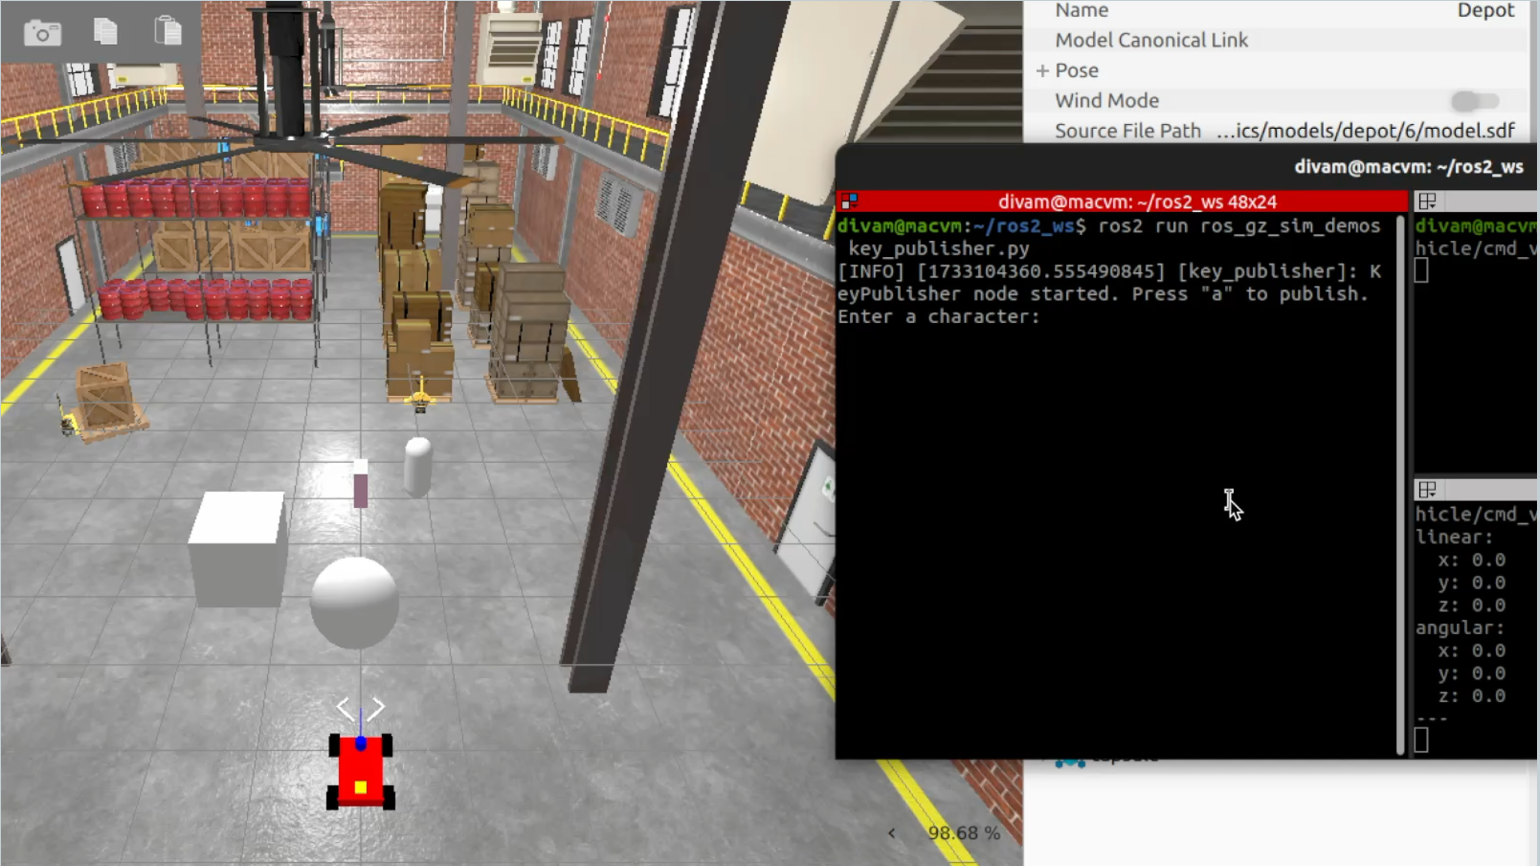 Name Depot
Model Canonical Link
+ Pose
Wind Mode
Source File Path …ics/models/depot/6/model.sdf
divam@macvm: ~/ros2_ws
divam@macvm: ~/ros2_ws 48x24
divam@macvm:~/ros2_ws$ ros2 run ros_gz_sim_demos
key_publisher.py
[INFO] [1733104360.555490845] [key_publisher]: K
eyPublisher node started. Press "a" to publish.
Enter a character:
divam@macvm
hicle/cmd_v
hicle/cmd_v
linear:
x: 0.0
y: 0.0
z: 0.0
angular:
x: 0.0
y: 0.0
z: 0.0
---
capsule
< 98.68 %